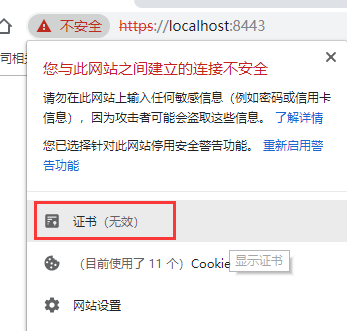 不安全 https://localhost:8443
司相
您与此网站之间建立的连接不安全
请勿在此网站上输入任何敏感信息（例如密码或信用卡
信息），因为攻击者可能会盗取这些信息。 了解详情
您已选择针对此网站停用安全警告功能。 重新启用警
告功能
证书（无效）
（目前使用了 11 个）Cookie
显示证书
网站设置